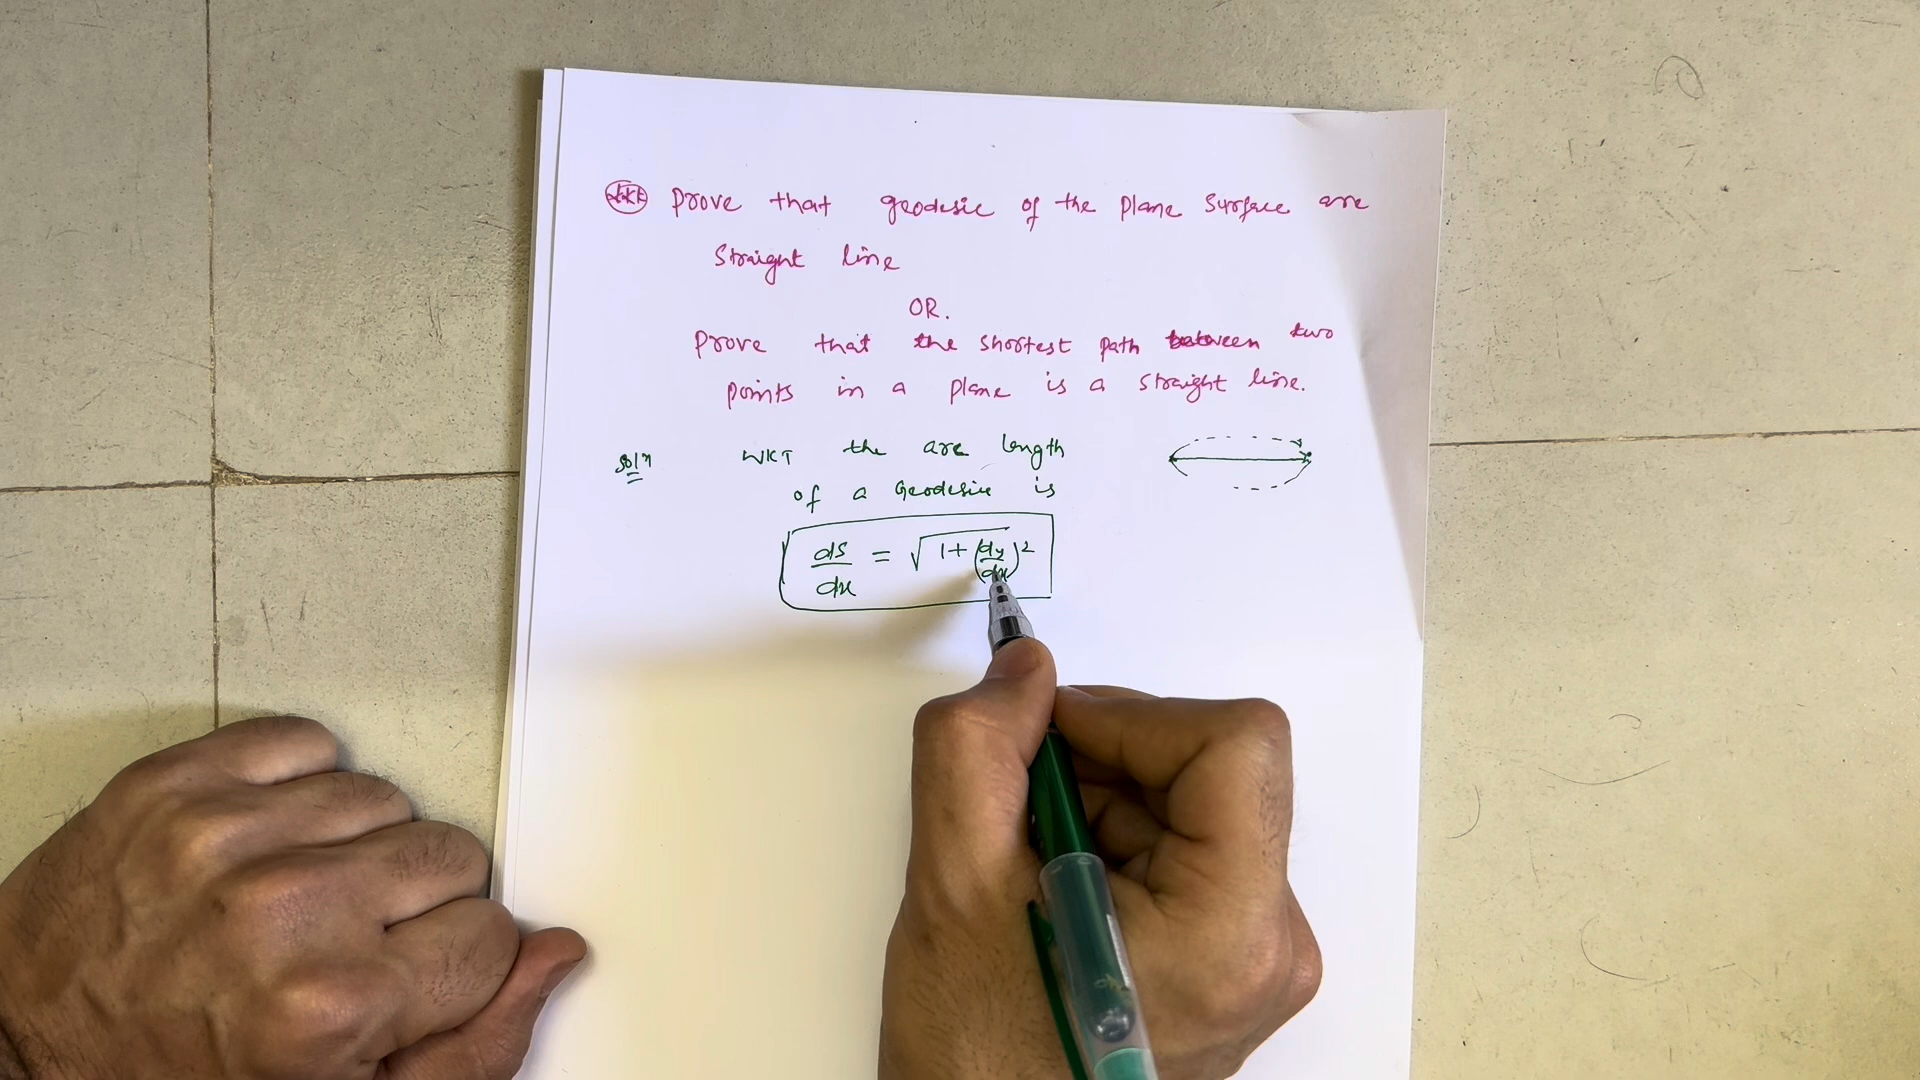 Prove that geodesic of the plane surface are
straight line
OR.
Prove that the shortest path between two
points in a plane is a straight line.
Soln WKT the arc length
of a Geodesic is
dS/dx = √1+(dy/dx)²